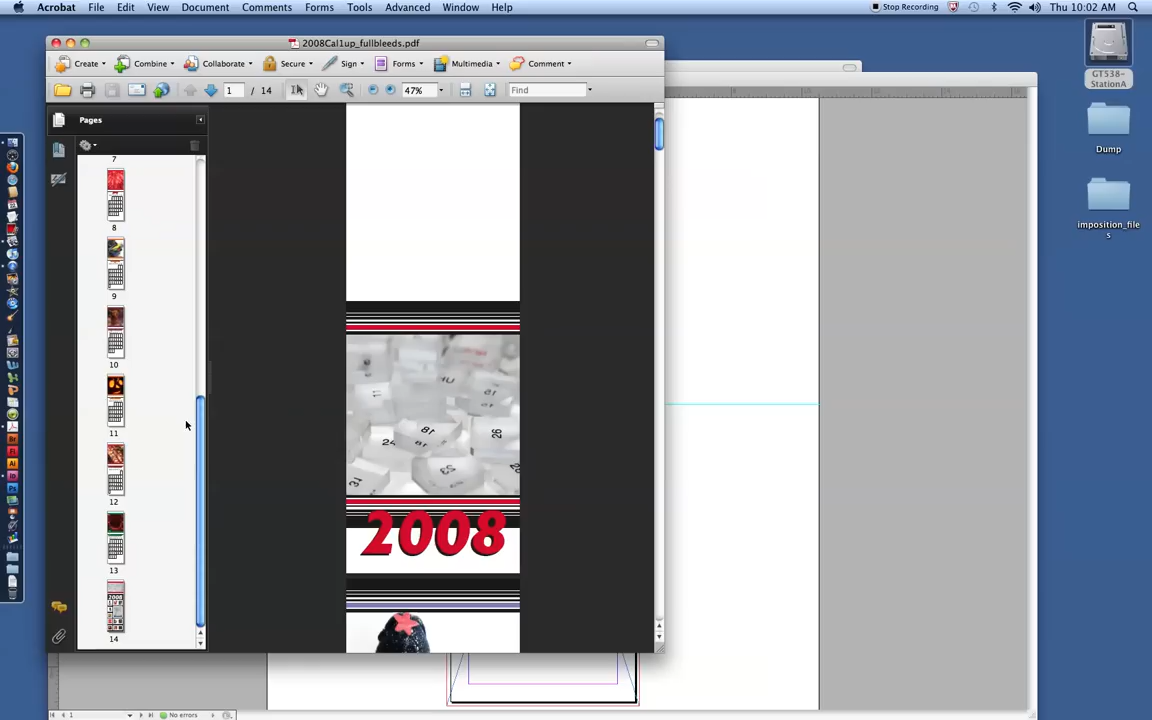 Acrobat File Edit View Document Comments Forms Tools Advanced Window Help
Stop Recording Thu 10:02 AM
2008Cal1up_fullbleeds.pdf
Create Combine Collaborate Secure Sign Forms Multimedia Comment
1 / 14 47% Find
Pages
7
8
9
10
11
12
13
14
2008
1 No errors
GT538-
StationA
Dump
imposition_file
s